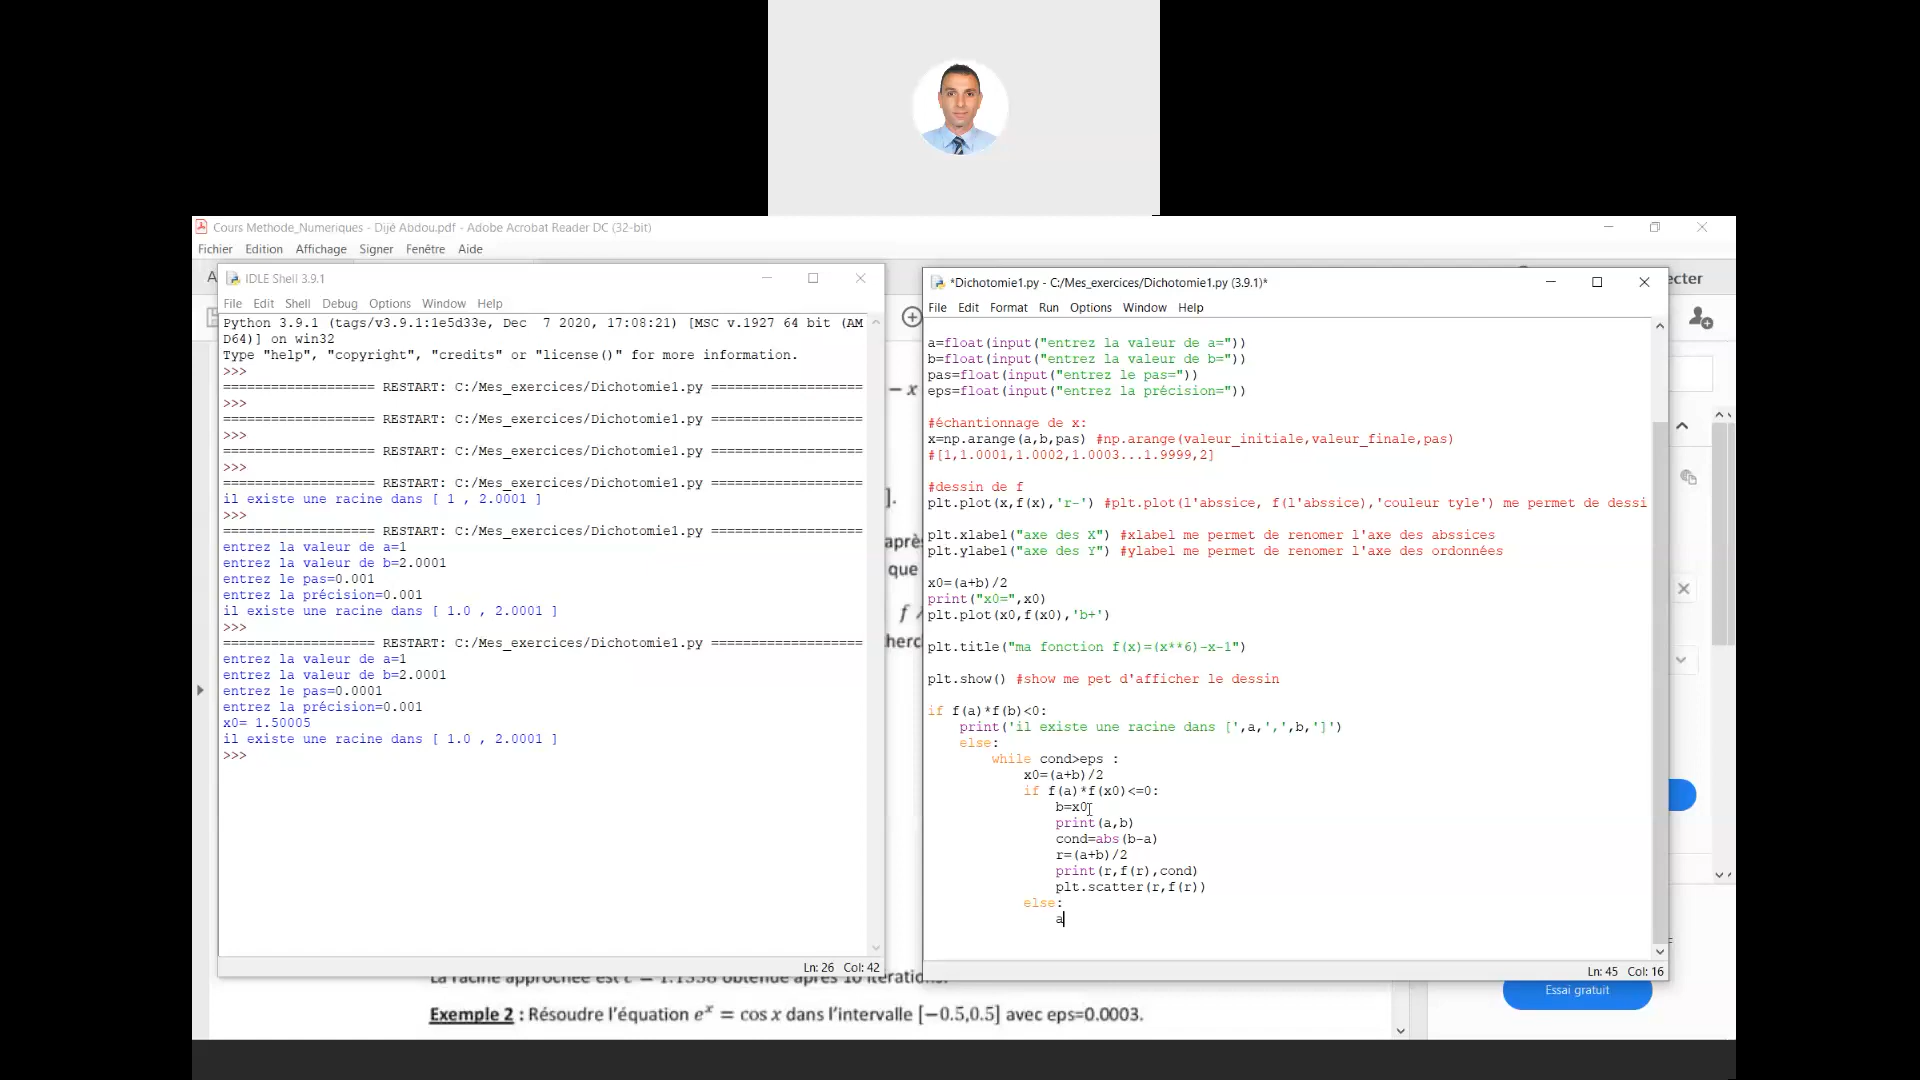 Cours Methode_Numeriques - Dijé Abdou.pdf - Adobe Acrobat Reader DC (32-bit)
Fichier Edition Affichage Signer Fenêtre Aide
IDLE Shell 3.9.1
File Edit Shell Debug Options Window Help
Python 3.9.1 (tags/v3.9.1:1e5d33e, Dec  7 2020, 17:08:21) [MSC v.1927 64 bit (AM
D64)] on win32
Type "help", "copyright", "credits" or "license()" for more information.
>>>
=================== RESTART: C:/Mes_exercices/Dichotomie1.py ===================
>>>
=================== RESTART: C:/Mes_exercices/Dichotomie1.py ===================
>>>
=================== RESTART: C:/Mes_exercices/Dichotomie1.py ===================
>>>
=================== RESTART: C:/Mes_exercices/Dichotomie1.py ===================
il existe une racine dans [ 1 , 2.0001 ]
>>>
=================== RESTART: C:/Mes_exercices/Dichotomie1.py ===================
entrez la valeur de a=1
entrez la valeur de b=2.0001
entrez le pas=0.001
entrez la précision=0.001
il existe une racine dans [ 1.0 , 2.0001 ]
>>>
=================== RESTART: C:/Mes_exercices/Dichotomie1.py ===================
entrez la valeur de a=1
entrez la valeur de b=2.0001
entrez le pas=0.0001
entrez la précision=0.001
x0= 1.50005
il existe une racine dans [ 1.0 , 2.0001 ]
>>>
Ln: 26 Col: 42
*Dichotomie1.py - C:/Mes_exercices/Dichotomie1.py (3.9.1)*
File Edit Format Run Options Window Help
a=float(input("entrez la valeur de a="))
b=float(input("entrez la valeur de b="))
pas=float(input("entrez le pas="))
eps=float(input("entrez la précision="))
#échantionnage de x:
x=np.arange(a,b,pas) #np.arange(valeur_initiale,valeur_finale,pas)
#[1,1.0001,1.0002,1.0003...1.9999,2]
#dessin de f
plt.plot(x,f(x),'r-') #plt.plot(l'abssice, f(l'abssice),'couleur tyle') me permet de dessi
plt.xlabel("axe des X") #xlabel me permet de renomer l'axe des abssices
plt.ylabel("axe des Y") #ylabel me permet de renomer l'axe des ordonnées
x0=(a+b)/2
print("x0=",x0)
plt.plot(x0,f(x0),'b+')
plt.title("ma fonction f(x)=(x**6)-x-1")
plt.show() #show me pet d'afficher le dessin
if f(a)*f(b)<0:
    print('il existe une racine dans [',a,',',b,']')
    else:
        while cond>eps :
            x0=(a+b)/2
            if f(a)*f(x0)<=0:
                b=x0
                print(a,b)
                cond=abs(b-a)
                r=(a+b)/2
                print(r,f(r),cond)
                plt.scatter(r,f(r))
            else:
                a
Ln: 45 Col: 16
cter
- x
].
après
que
f
herc
Essai gratuit
Exemple 2 : Résoudre l'équation e^x = cos x dans l'intervalle [−0.5,0.5] avec eps=0.0003.